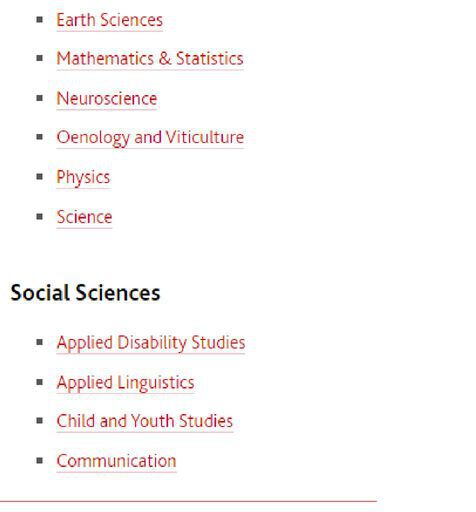 Earth Sciences
Mathematics & Statistics
Neuroscience
Oenology and Viticulture
Physics
Science
Social Sciences
Applied Disability Studies
Applied Linguistics
Child and Youth Studies
Communication